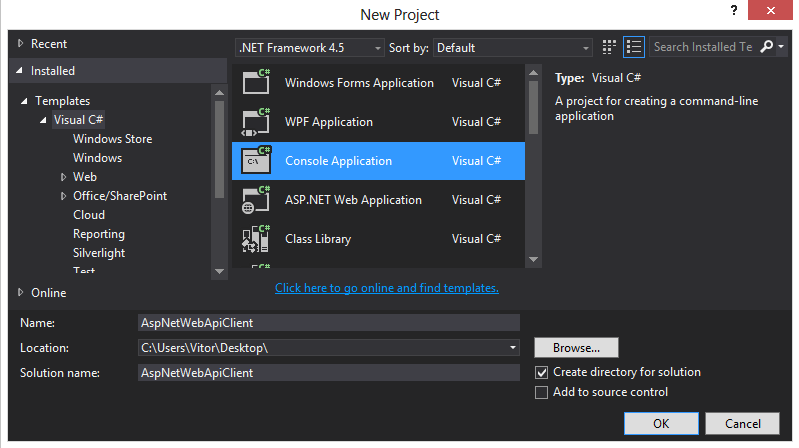 New Project
?
Recent
.NET Framework 4.5
Sort by:
Default
Search Installed Te
Installed
Templates
Visual C#
Windows Store
Windows
Web
Office/SharePoint
Cloud
Reporting
Silverlight
Test
Online
C#
Windows Forms Application
Visual C#
C#
WPF Application
Visual C#
C#
C:\
Console Application
Visual C#
C#
ASP.NET Web Application
Visual C#
C#
Class Library
Visual C#
Click here to go online and find templates.
Type: Visual C#
A project for creating a command-line
application
Name:
AspNetWebApiClient
Location:
C:\Users\Vitor\Desktop\
Browse...
Solution name:
AspNetWebApiClient
Create directory for solution
Add to source control
OK
Cancel